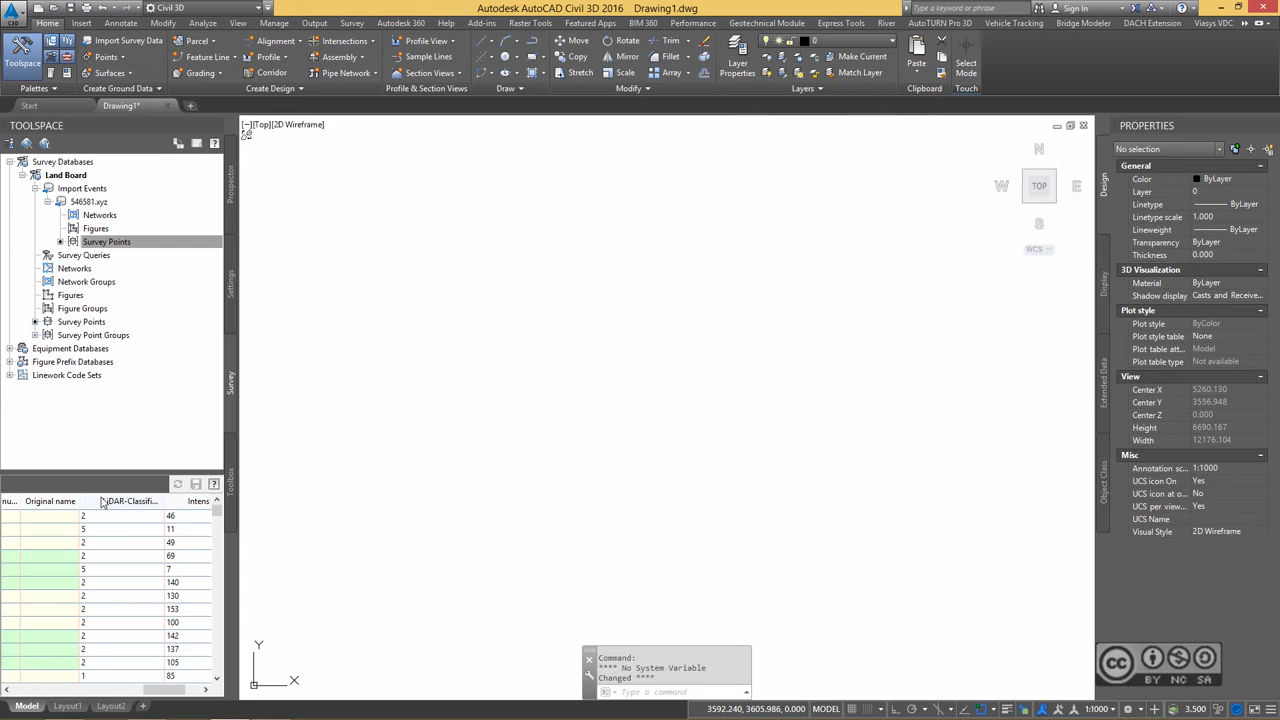 Civil 3D
Autodesk AutoCAD Civil 3D 2016 Drawing1.dwg
Type a keyword or phrase
Sign In
C3D
Home Insert Annotate Modify Analyze View Manage Output Survey Autodesk 360 Help Add-ins Raster Tools Featured Apps BIM 360 Performance Geotechnical Module Express Tools River AutoTURN Pro 3D Vehicle Tracking Bridge Modeler DACH Extension Viasys VDC
Toolspace
Import Survey Data
Points
Surfaces
Parcel
Feature Line
Grading
Alignment
Profile
Corridor
Intersections
Assembly
Pipe Network
Profile View
Sample Lines
Section Views
Move
Copy
Stretch
Rotate
Mirror
Scale
Trim
Fillet
Array
Layer
Properties
0
Make Current
Match Layer
Paste
Select
Mode
Palettes
Create Ground Data
Create Design
Profile & Section Views
Draw
Modify
Layers
Clipboard
Touch
Start
Drawing1*
TOOLSPACE
Survey Databases
Land Board
Import Events
546581.xyz
Networks
Figures
Survey Points
Survey Queries
Networks
Network Groups
Figures
Figure Groups
Survey Points
Survey Point Groups
Equipment Databases
Figure Prefix Databases
Linework Code Sets
Prospector
Settings
Survey
Toolbox
nu... Original name iDAR-Classifi... Intens
2 46
5 11
2 49
2 69
5 7
2 140
2 130
2 153
2 100
2 142
2 137
2 105
1 85
[−][Top][2D Wireframe]
N
W TOP E
S
WCS
Y
X
Command:
**** No System Variable
Changed ****
Type a command
Design
Display
Extended Data
Object Class
PROPERTIES
No selection
General
Color ByLayer
Layer 0
Linetype ByLayer
Linetype scale 1.000
Lineweight ByLayer
Transparency ByLayer
Thickness 0.000
3D Visualization
Material ByLayer
Shadow display Casts and Receive...
Plot style
Plot style ByColor
Plot style table None
Plot table att... Model
Plot table type Not available
View
Center X 5260.130
Center Y 3556.948
Center Z 0.000
Height 6690.167
Width 12176.104
Misc
Annotation sc... 1:1000
UCS icon On Yes
UCS icon at o... No
UCS per view... Yes
UCS Name
Visual Style 2D Wireframe
cc
BY NC SA
Model Layout1 Layout2
3592.240, 3605.986, 0.000 MODEL
1:1000
3.500